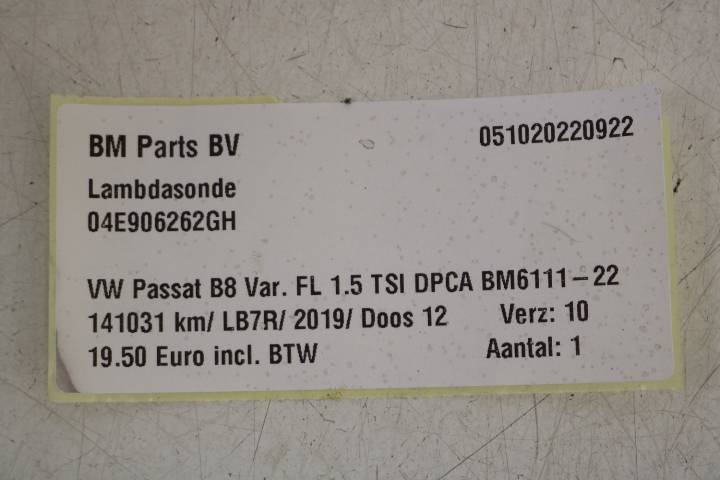 BM Parts BV 051020220922
Lambdasonde
04E906262GH
VW Passat B8 Var. FL 1.5 TSI DPCA BM6111-22
141031 km/ LB7R/ 2019/ Doos 12 Verz: 10
19.50 Euro incl. BTW Aantal: 1